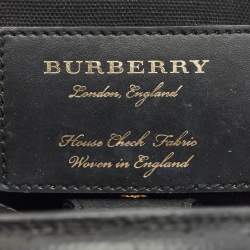 BURBERRY
London, England
House Check Fabric
Woven in England